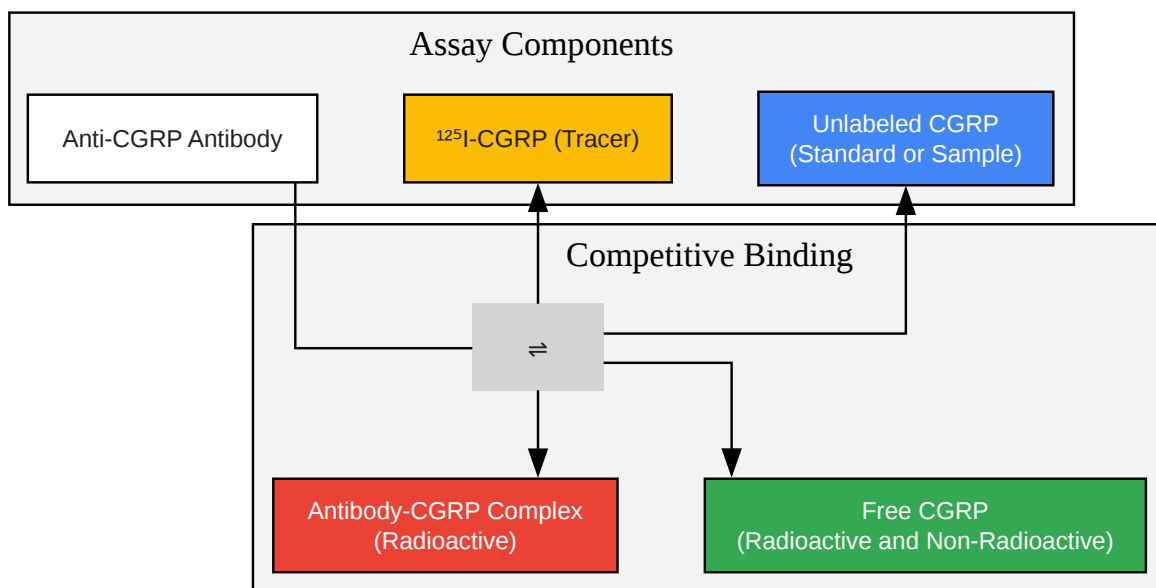 Assay Components
Anti-CGRP Antibody
¹²⁵I-CGRP (Tracer)
Unlabeled CGRP
(Standard or Sample)
Competitive Binding
⇌
Antibody-CGRP Complex
(Radioactive)
Free CGRP
(Radioactive and Non-Radioactive)